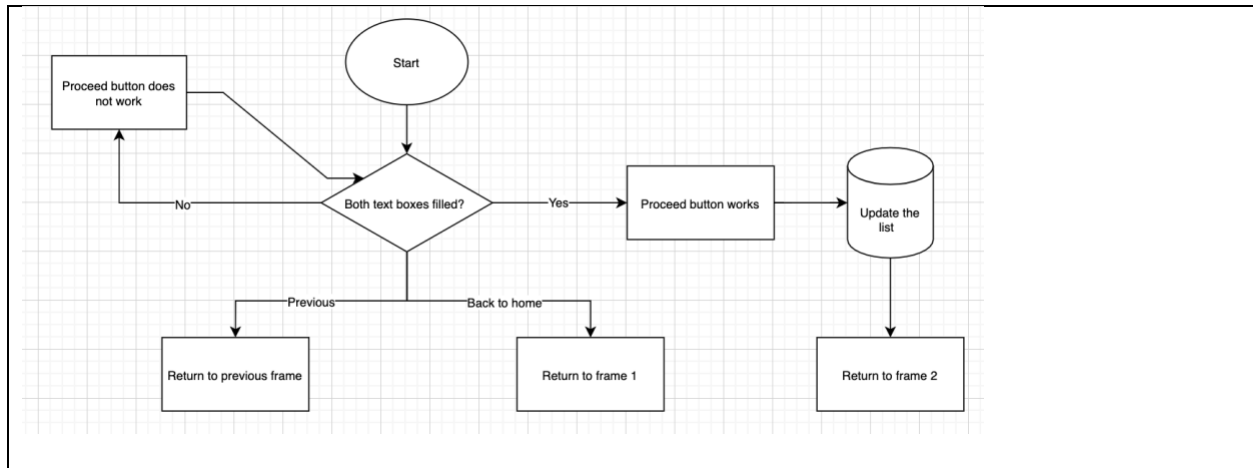 Start
Proceed button does
not work
No
Both text boxes filled?
Yes
Proceed button works
Update the
list
Previous
Back to home
Return to previous frame
Return to frame 1
Return to frame 2